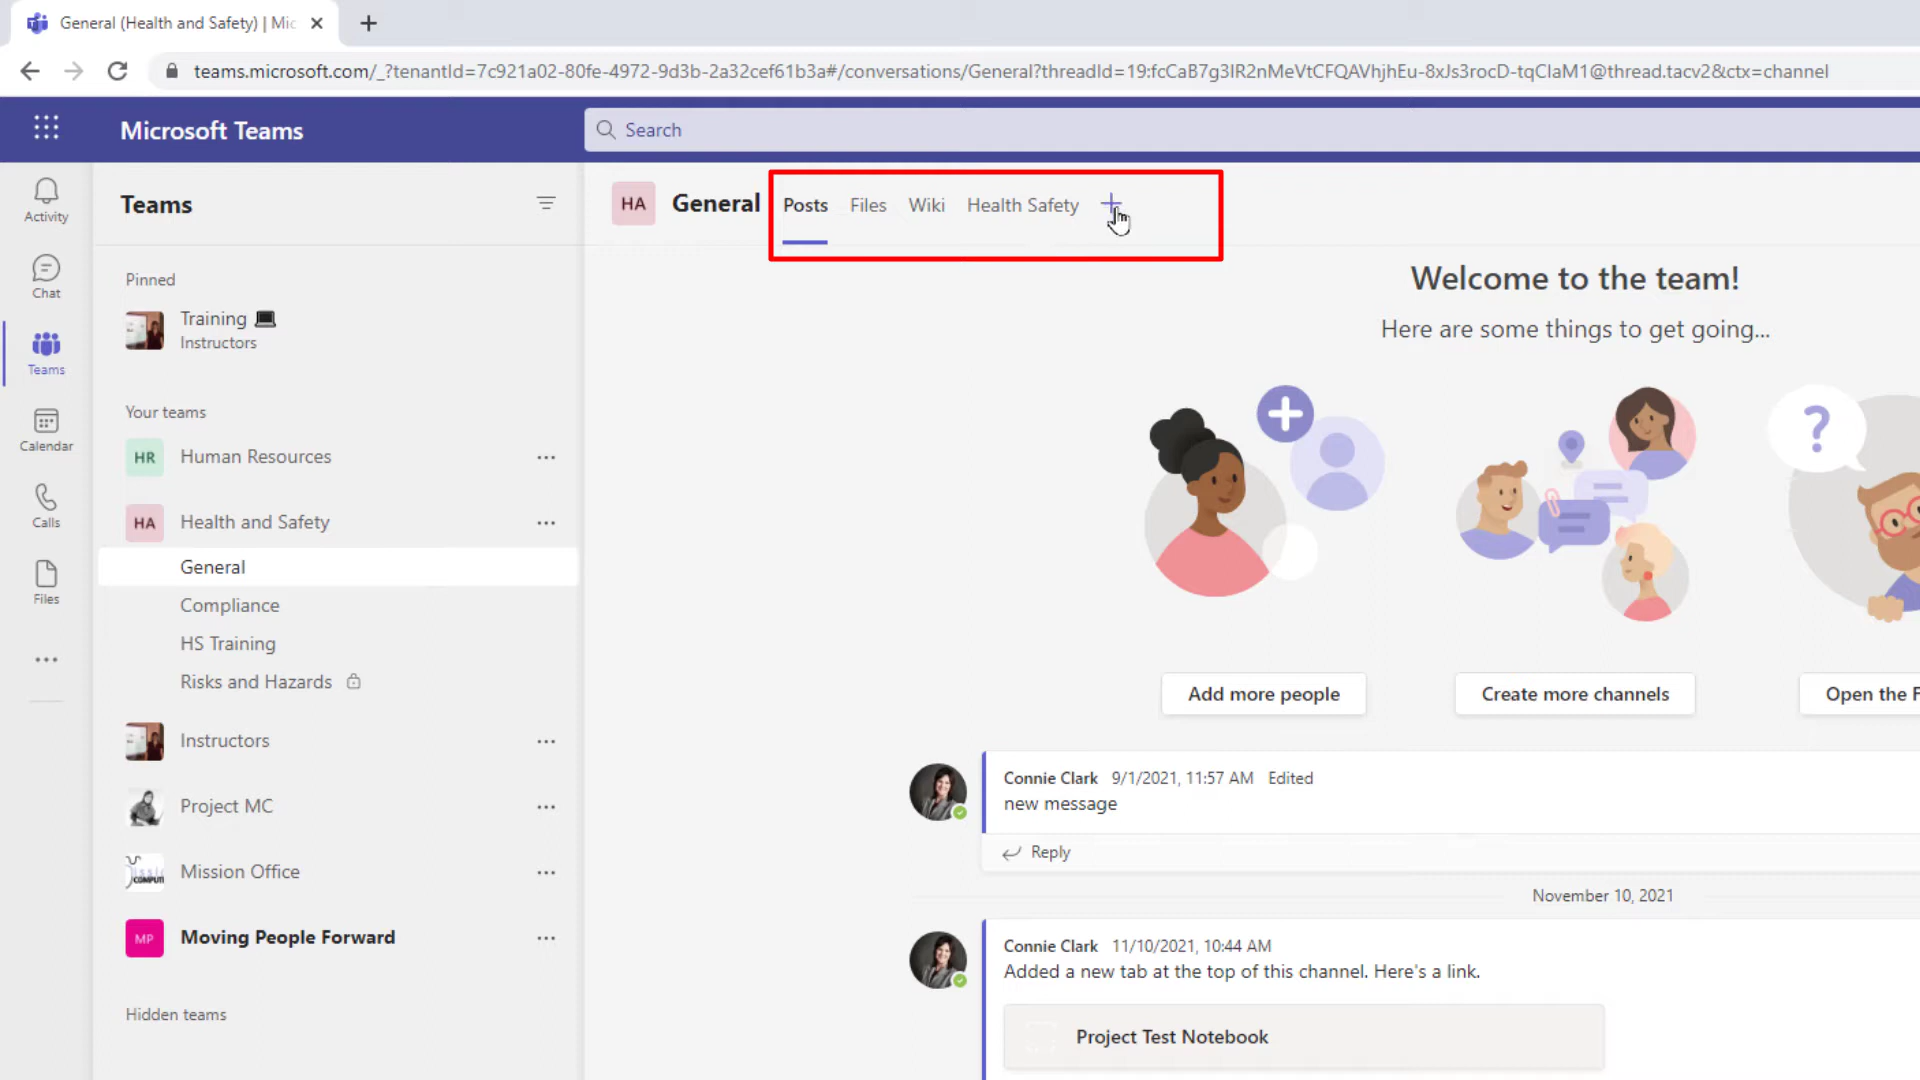 General (Health and Safety) | Mic
teams.microsoft.com/_?tenantId=7c921a02-80fe-4972-9d3b-2a32cef61b3a#/conversations/General?threadId=19:fcCaB7g3IR2nMeVtCFQAVhjhEu-8xJs3rocD-tqCIaM1@thread.tacv2&ctx=channel
Microsoft Teams
Search
Activity
Chat
Teams
Calendar
Calls
Files
Teams
Pinned
Training
Instructors
Your teams
HR Human Resources
HA Health and Safety
General
Compliance
HS Training
Risks and Hazards
Instructors
Project MC
Mission Office
MP Moving People Forward
Hidden teams
HA General Posts Files Wiki Health Safety
Welcome to the team!
Here are some things to get going...
?
Add more people
Create more channels
Open the F
Connie Clark 9/1/2021, 11:57 AM Edited
new message
Reply
November 10, 2021
Connie Clark 11/10/2021, 10:44 AM
Added a new tab at the top of this channel. Here's a link.
Project Test Notebook